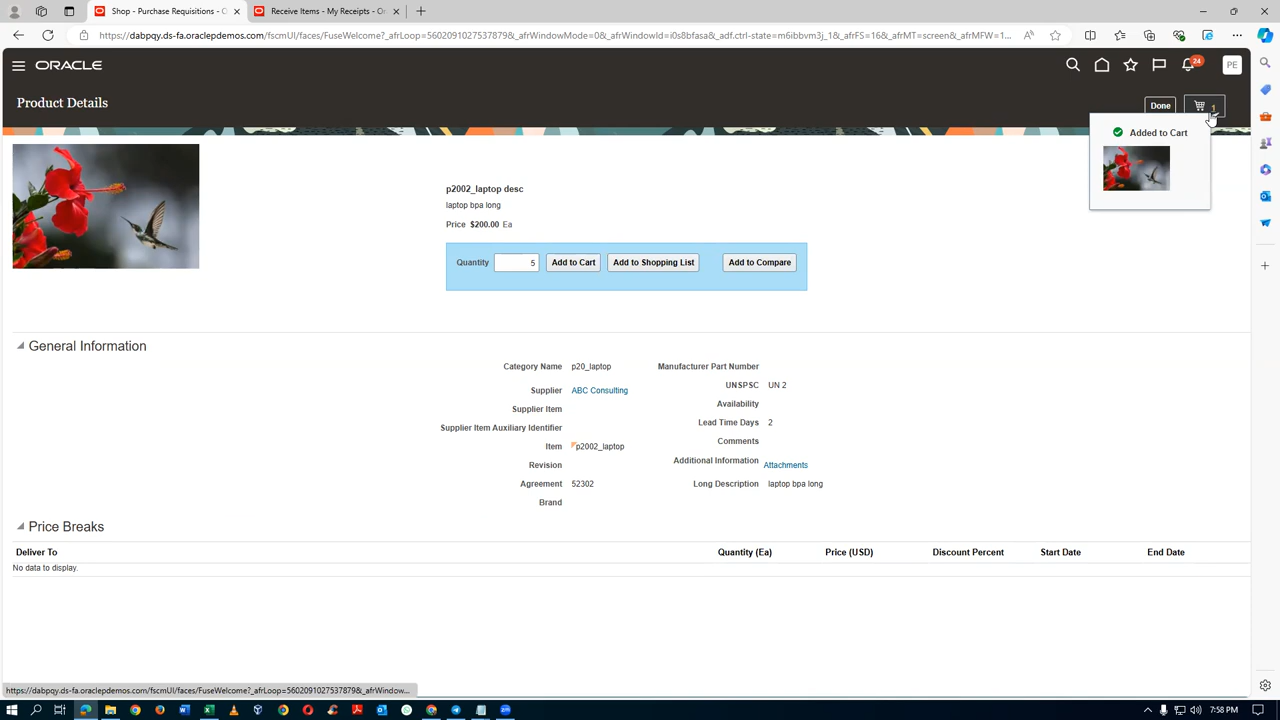 Shop - Purchase Requisitions - O
Receive Items - My Receipts - Or
https://dabpqy.ds-fa.oraclepdemos.com/fscmUI/faces/FuseWelcome?_afrLoop=56020910275378798&_afrWindowMode=0&_afrWindowId=i0s8bfasa&_adf.ctrl-state=m6ibbvm3j_1&_afrFS=16&_afrMT=screen&_afrMFW=1...
ORACLE
24
PE
Product Details
Done
1
Added to Cart
p2002_laptop desc
laptop bpa long
Price $200.00 Ea
Quantity 5 Add to Cart Add to Shopping List Add to Compare
General Information
Category Name p20_laptop
Supplier ABC Consulting
Supplier Item
Supplier Item Auxiliary Identifier
Item p2002_laptop
Revision
Agreement 52302
Brand
Manufacturer Part Number
UNSPSC UN 2
Availability
Lead Time Days 2
Comments
Additional Information Attachments
Long Description laptop bpa long
Price Breaks
Deliver To Quantity (Ea) Price (USD) Discount Percent Start Date End Date
No data to display.
https://dabpqy.ds-fa.oraclepdemos.com/fscmUI/faces/FuseWelcome?_afrLoop=5602091027537879&_afrWindow...
7:58 PM